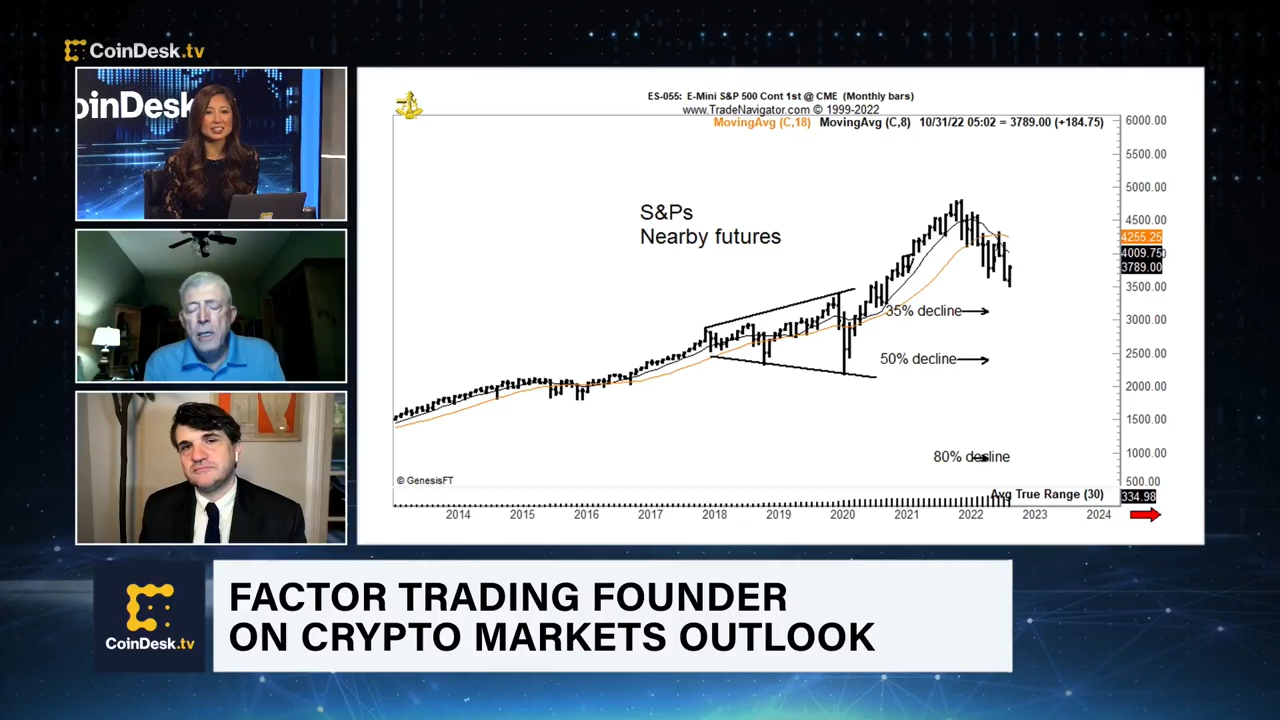 CoinDesk.tv
oinDesk
ES-055: E-Mini S&P 500 Cont 1st @ CME (Monthly bars)
www.TradeNavigator.com © 1999-2022
MovingAvg (C,18) MovingAvg (C,8) 10/31/22 05:02 = 3789.00 (+184.75)
S&Ps
Nearby futures
6000.00
5500.00
5000.00
4500.00
4255.25
4009.75
3789.00
3500.00
3000.00
2500.00
2000.00
1500.00
1000.00
500.00
35% decline
50% decline
80% decline
© GenesisFT
Avg True Range (30)
334.98
2014 2015 2016 2017 2018 2019 2020 2021 2022 2023 2024
CoinDesk.tv
FACTOR TRADING FOUNDER
ON CRYPTO MARKETS OUTLOOK